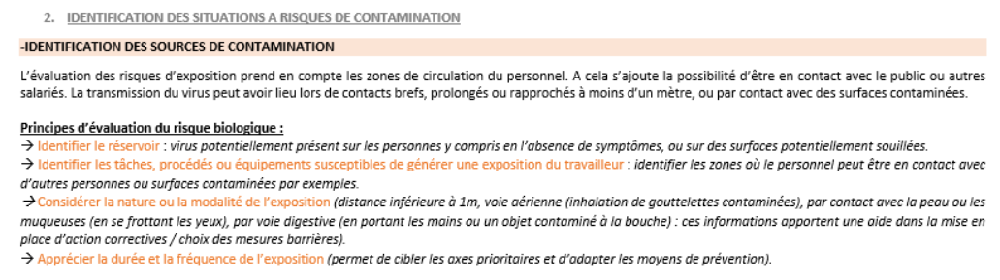 2. IDENTIFICATION DES SITUATIONS A RISQUES DE CONTAMINATION
-IDENTIFICATION DES SOURCES DE CONTAMINATION
L'évaluation des risques d'exposition prend en compte les zones de circulation du personnel. A cela s'ajoute la possibilité d'être en contact avec le public ou autres
salariés. La transmission du virus peut avoir lieu lors de contacts brefs, prolongés ou rapprochés à moins d'un mètre, ou par contact avec des surfaces contaminées.
Principes d'évaluation du risque biologique :
→ Identifier le réservoir : virus potentiellement présent sur les personnes y compris en l'absence de symptômes, ou sur des surfaces potentiellement souillées.
→ Identifier les tâches, procédés ou équipements susceptibles de générer une exposition du travailleur : identifier les zones où le personnel peut être en contact avec
d'autres personnes ou surfaces contaminées par exemples.
→ Considérer la nature ou la modalité de l'exposition (distance inférieure à 1m, voie aérienne (inhalation de gouttelettes contaminées), par contact avec la peau ou les
muqueuses (en se frottant les yeux), par voie digestive (en portant les mains ou un objet contaminé à la bouche) : ces informations apportent une aide dans la mise en
place d'action correctives / choix des mesures barrières).
→ Apprécier la durée et la fréquence de l'exposition (permet de cibler les axes prioritaires et d'adapter les moyens de prévention).